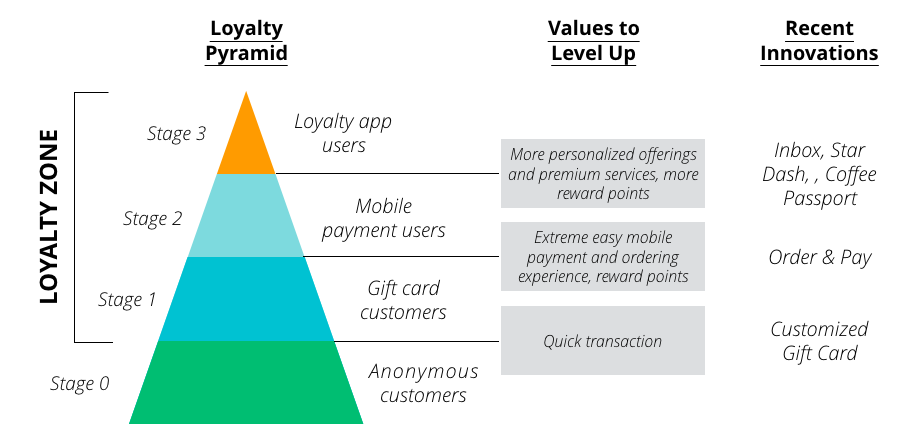 Loyalty
Pyramid
Values to
Level Up
Recent
Innovations
LOYALTY ZONE
Stage 3
Loyalty app
users
More personalized offerings
and premium services, more
reward points
Inbox, Star
Dash, , Coffee
Passport
Stage 2
Mobile
payment users
Extreme easy mobile
payment and ordering
experience, reward points
Order & Pay
Stage 1
Gift card
customers
Quick transaction
Customized
Gift Card
Stage 0
Anonymous
customers